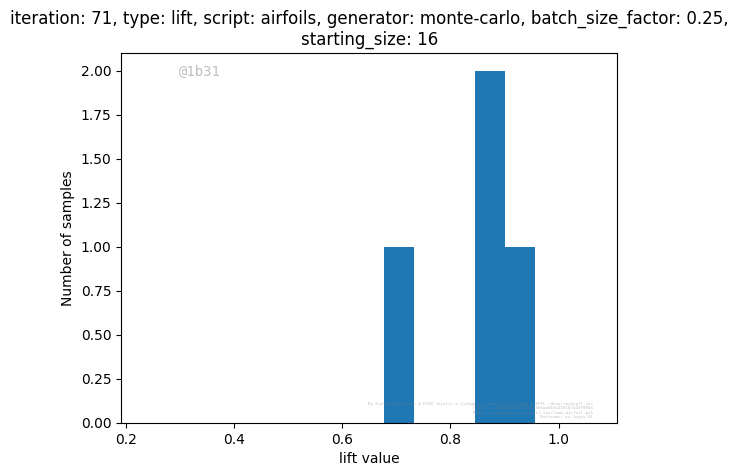 iteration: 71, type: lift, script: airfoils, generator: monte-carlo, batch_size_factor: 0.25,
starting_size: 16
@1b31
2.00
1.75
1.50
1.25
1.00
0.75
0.50
0.25
0.00
Number of samples
0.2 0.4 0.6 0.8 1.0
lift value